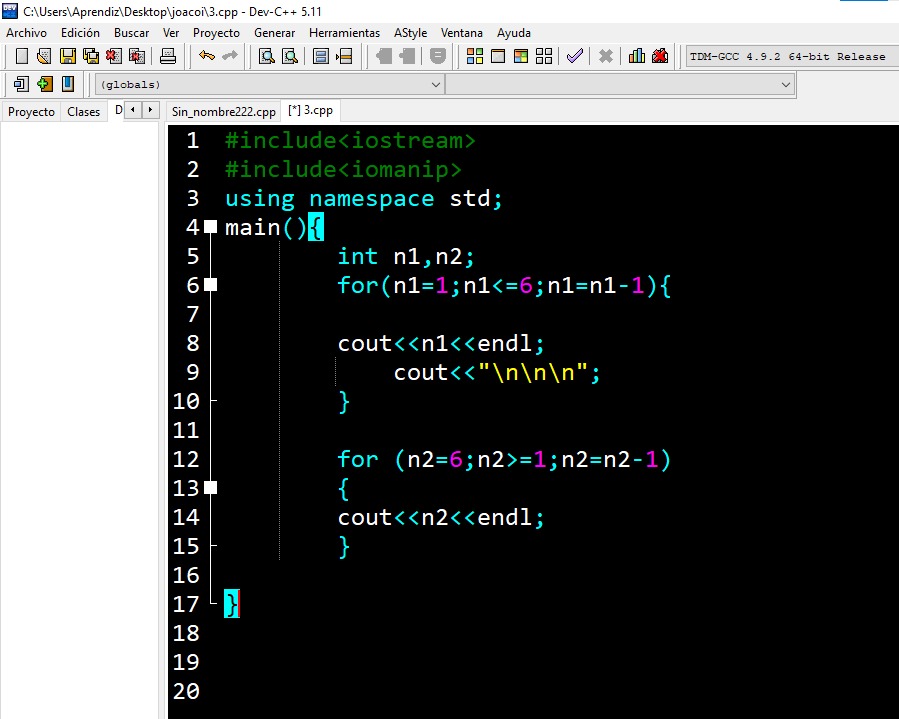 C:\Users\Aprendiz\Desktop\joacoi\3.cpp - Dev-C++ 5.11
Archivo Edición Buscar Ver Proyecto Generar Herramientas AStyle Ventana Ayuda
TDM-GCC 4.9.2 64-bit Release
(globals)
Proyecto Clases D Sin_nombre222.cpp [*] 3.cpp
1 #include<iostream>
2 #include<iomanip>
3 using namespace std;
4 main(){
5 int n1,n2;
6 for(n1=1;n1<=6;n1=n1-1){
7
8 cout<<n1<<endl;
9 cout<<"\n\n\n";
10 }
11
12 for (n2=6;n2>=1;n2=n2-1)
13 {
14 cout<<n2<<endl;
15 }
16
17 }
18
19
20